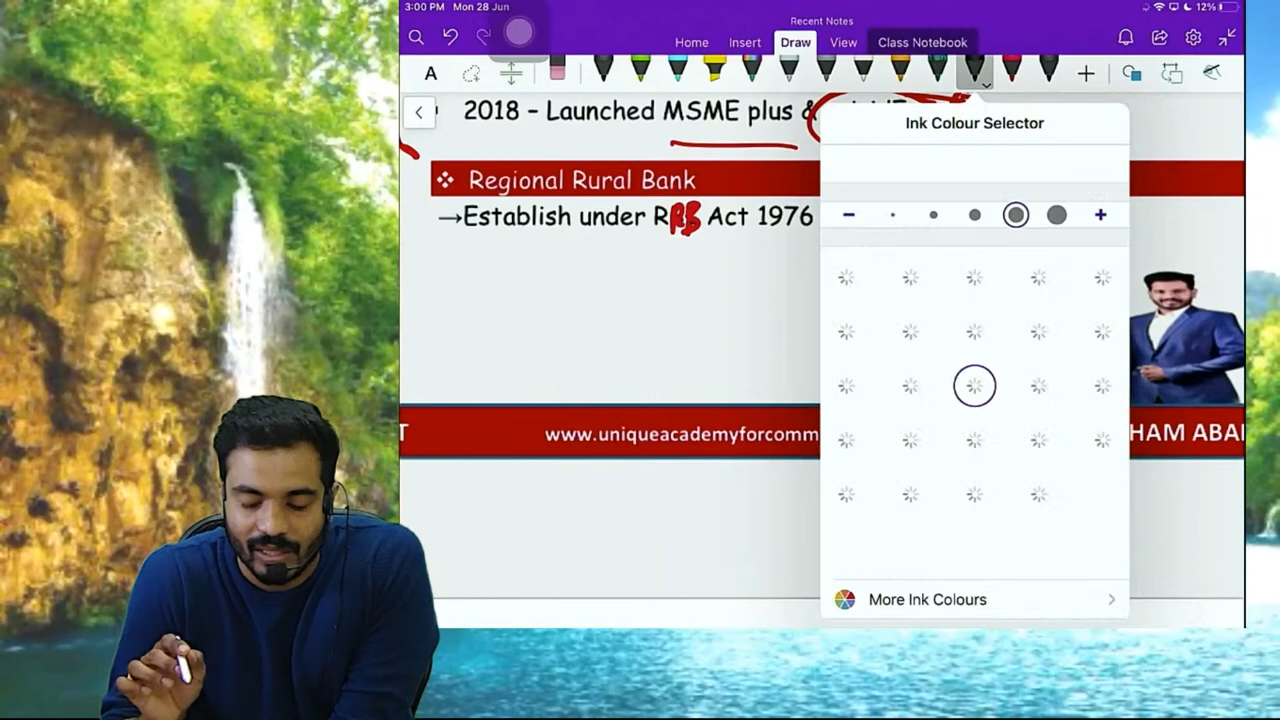 3:00 PM Mon 28 Jun
12%
Recent Notes
Home Insert Draw View Class Notebook
A
2018 – Launched MSME plus &
Ink Colour Selector
❖ Regional Rural Bank
→Establish under RRB Act 1976
T www.uniqueacademyforcomm
HAM ABA
More Ink Colours